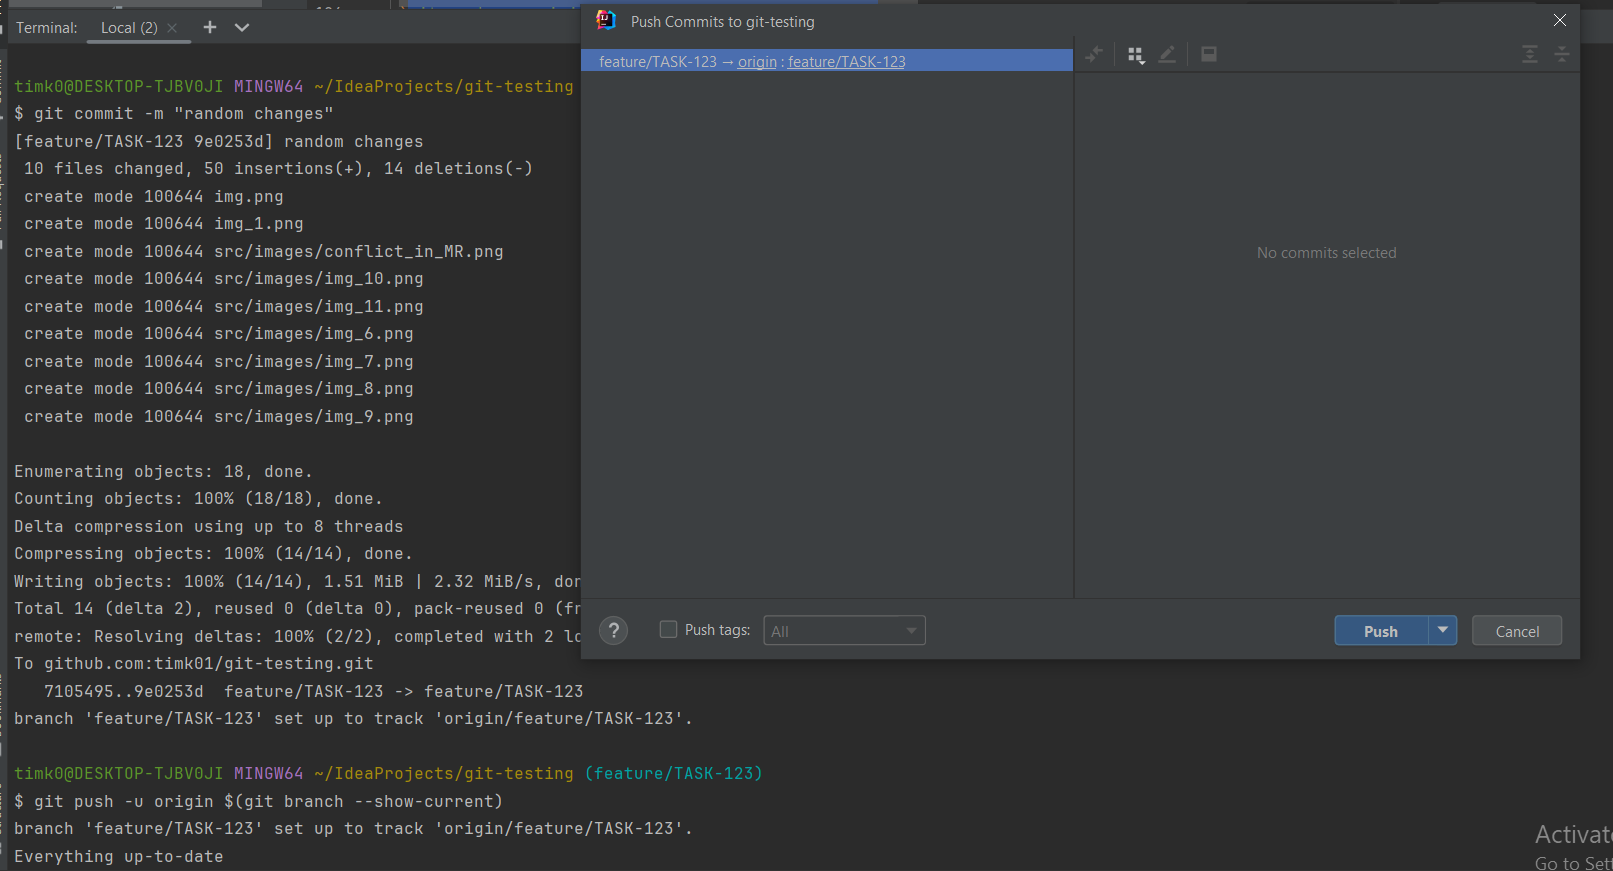 Terminal: Local (2)
timk0@DESKTOP-TJBV0JI MINGW64 ~/IdeaProjects/git-testing
$ git commit -m "random changes"
[feature/TASK-123 9e0253d] random changes
10 files changed, 50 insertions(+), 14 deletions(-)
create mode 100644 img.png
create mode 100644 img_1.png
create mode 100644 src/images/conflict_in_MR.png
create mode 100644 src/images/img_10.png
create mode 100644 src/images/img_11.png
create mode 100644 src/images/img_6.png
create mode 100644 src/images/img_7.png
create mode 100644 src/images/img_8.png
create mode 100644 src/images/img_9.png
Enumerating objects: 18, done.
Counting objects: 100% (18/18), done.
Delta compression using up to 8 threads
Compressing objects: 100% (14/14), done.
Writing objects: 100% (14/14), 1.51 MiB | 2.32 MiB/s, don
Total 14 (delta 2), reused 0 (delta 0), pack-reused 0 (fr
remote: Resolving deltas: 100% (2/2), completed with 2 lo
To github.com:timk01/git-testing.git
7105495..9e0253d feature/TASK-123 -> feature/TASK-123
branch 'feature/TASK-123' set up to track 'origin/feature/TASK-123'.
timk0@DESKTOP-TJBV0JI MINGW64 ~/IdeaProjects/git-testing (feature/TASK-123)
$ git push -u origin $(git branch --show-current)
branch 'feature/TASK-123' set up to track 'origin/feature/TASK-123'.
Everything up-to-date
Push Commits to git-testing
feature/TASK-123 → origin : feature/TASK-123
No commits selected
? Push tags: All
Push
Cancel
Activat
Go to Sett